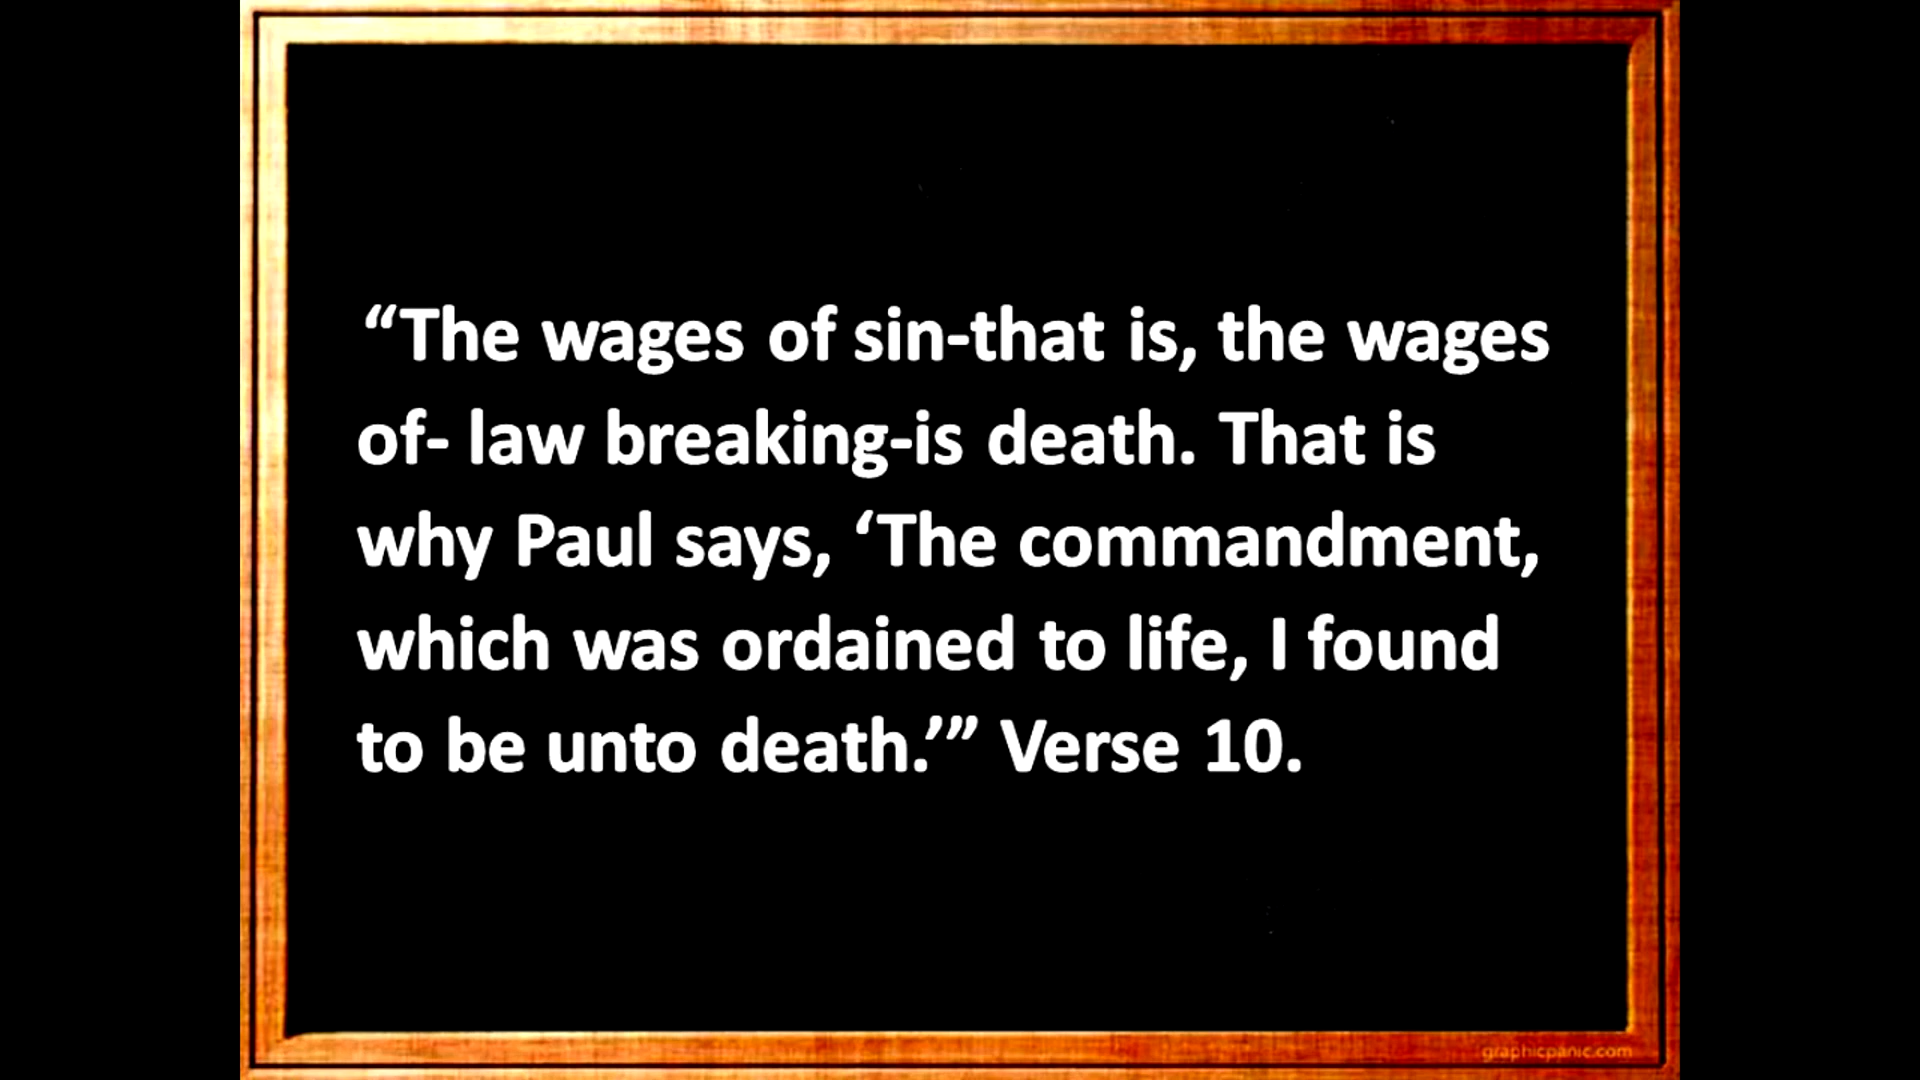 “The wages of sin-that is, the wages
of- law breaking-is death. That is
why Paul says, ‘The commandment,
which was ordained to life, I found
to be unto death.’” Verse 10.
graphicpanic.com